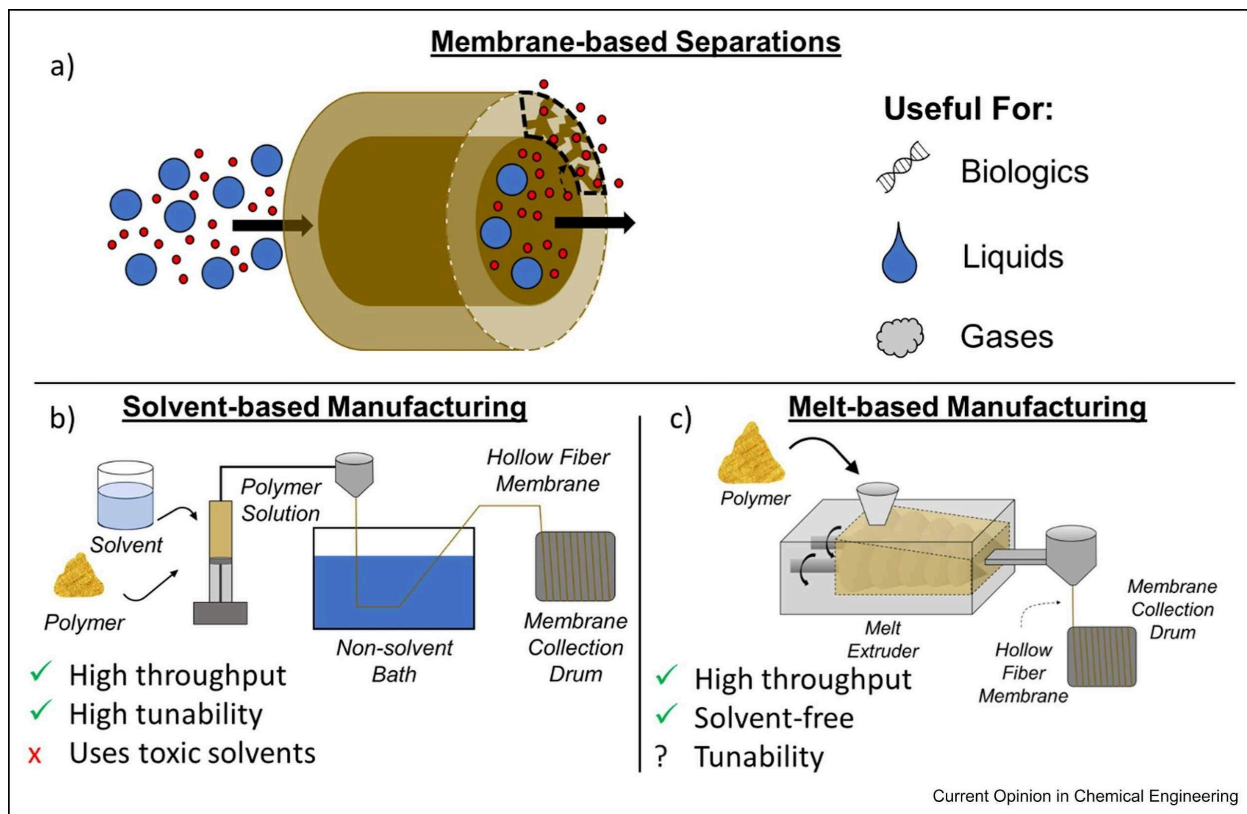 Membrane-based Separations
a)
Useful For:
Biologics
Liquids
Gases
b)
Solvent-based Manufacturing
Solvent
Polymer
Polymer
Solution
Hollow Fiber
Membrane
Non-solvent
Bath
Membrane
Collection
Drum
✓ High throughput
✓ High tunability
x Uses toxic solvents
c)
Melt-based Manufacturing
Polymer
Melt
Extruder
Hollow
Fiber
Membrane
Membrane
Collection
Drum
✓ High throughput
✓ Solvent-free
? Tunability
Current Opinion in Chemical Engineering